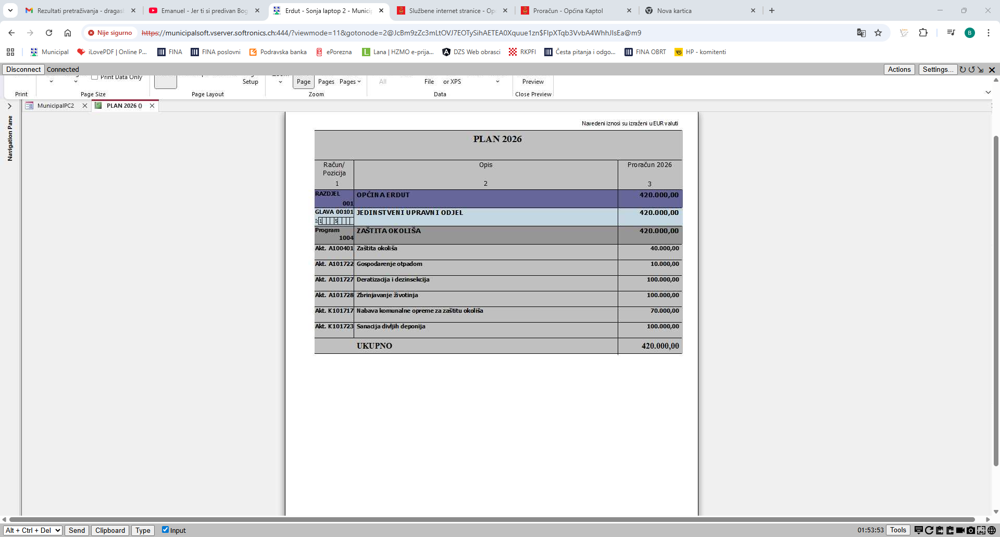 Rezultati pretraživanja - dragas
Emanuel - Jer ti si predivan Bog
Erdut - Sonja laptop 2 - Munici
Službene internet stranice - Op
Proračun - Općina Kaptol
Nova kartica
Nije sigurno
https://municipalsoft.vserver.softronics.ch:444/?viewmode=11&gotonode=2@JcBm9zZc3mLtOVJ7EOTySihAETEA0Xquue1zn$FIpXTqb3VvbA4WhhJIsEa@m9
Municipal
iLovePDF | Online P...
FINA
FINA poslovni
Podravska banka
ePorezna
Lana | HZMO e-prija...
DZS Web obrasci
RKPFI
Česta pitanja i odgo...
FINA OBRT
HP - komitenti
Disconnect Connected
Actions Settings...
Print Data Only
Setup
Page Pages Pages
All File or XPS
Preview
Print Page Size Page Layout Zoom Data Close Preview
MunicipalPC2
PLAN 2026 ()
Navigation Pane
Navedeni iznosi su izraženi u EUR valuti
PLAN 2026
Račun/ Opis Proračun 2026
Pozicija
1 2 3
RAZDJEL OPĆINA ERDUT 420.000,00
001
GLAVA 00101 JEDINSTVENI UPRAVNI ODJEL 420.000,00
I: 1 5
Program ZAŠTITA OKOLIŠA 420.000,00
1004
Akt. A100401 Zaštita okoliša 40.000,00
Akt. A101722 Gospodarenje otpadom 10.000,00
Akt. A101727 Deratizacija i dezinsekcija 100.000,00
Akt. A101728 Zbrinjavanje životinja 100.000,00
Akt. K101717 Nabava komunalne opreme za zaštitu okoliša 70.000,00
Akt. K101723 Sanacija divljih deponija 100.000,00
UKUPNO 420.000,00
Alt + Ctrl + Del Send Clipboard Type Input
01:53:53 Tools